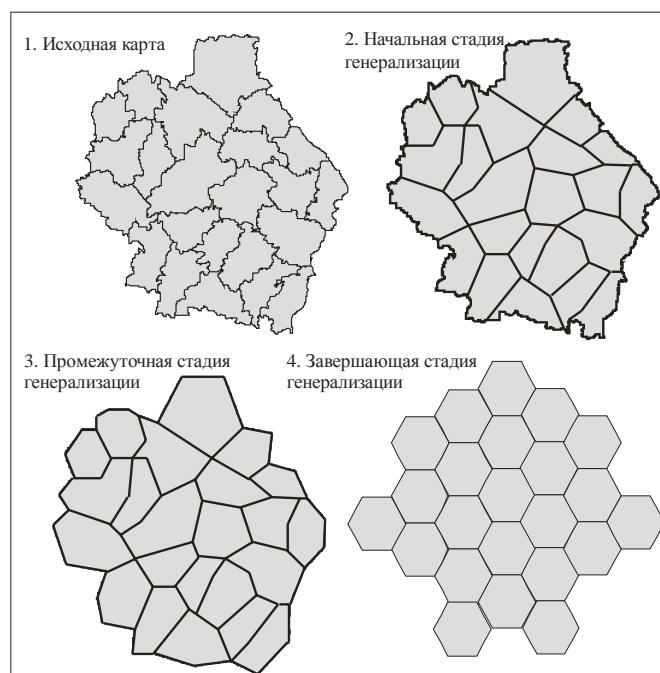 1. Исходная карта
2. Начальная стадия
генерализации
3. Промежуточная стадия
генерализации
4. Завершающая стадия
генерализации